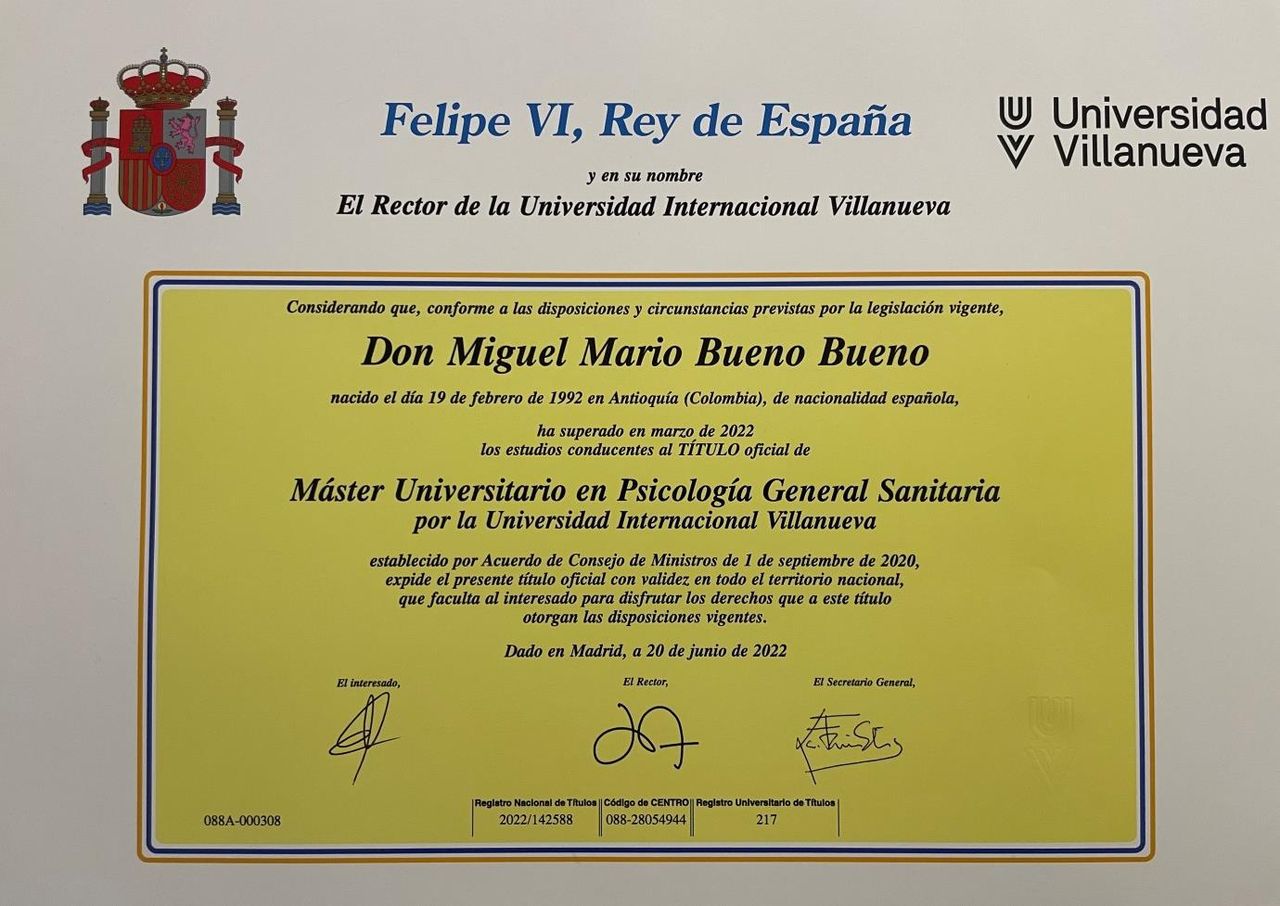 Felipe VI, Rey de España
Universidad
Villanueva
y en su nombre
El Rector de la Universidad Internacional Villanueva
Considerando que, conforme a las disposiciones y circunstancias previstas por la legislación vigente,
Don Miguel Mario Bueno Bueno
nacido el día 19 de febrero de 1992 en Antioquía (Colombia), de nacionalidad española,
ha superado en marzo de 2022
los estudios conducentes al TÍTULO oficial de
Máster Universitario en Psicología General Sanitaria
por la Universidad Internacional Villanueva
establecido por Acuerdo de Consejo de Ministros de 1 de septiembre de 2020,
expide el presente título oficial con validez en todo el territorio nacional,
que faculta al interesado para disfrutar los derechos que a este título
otorgan las disposiciones vigentes.
Dado en Madrid, a 20 de junio de 2022
El interesado, El Rector, El Secretario General,
Registro Nacional de Títulos Código de CENTRO Registro Universitario de Títulos
088A-000308 2022/142588 088-28054944 217